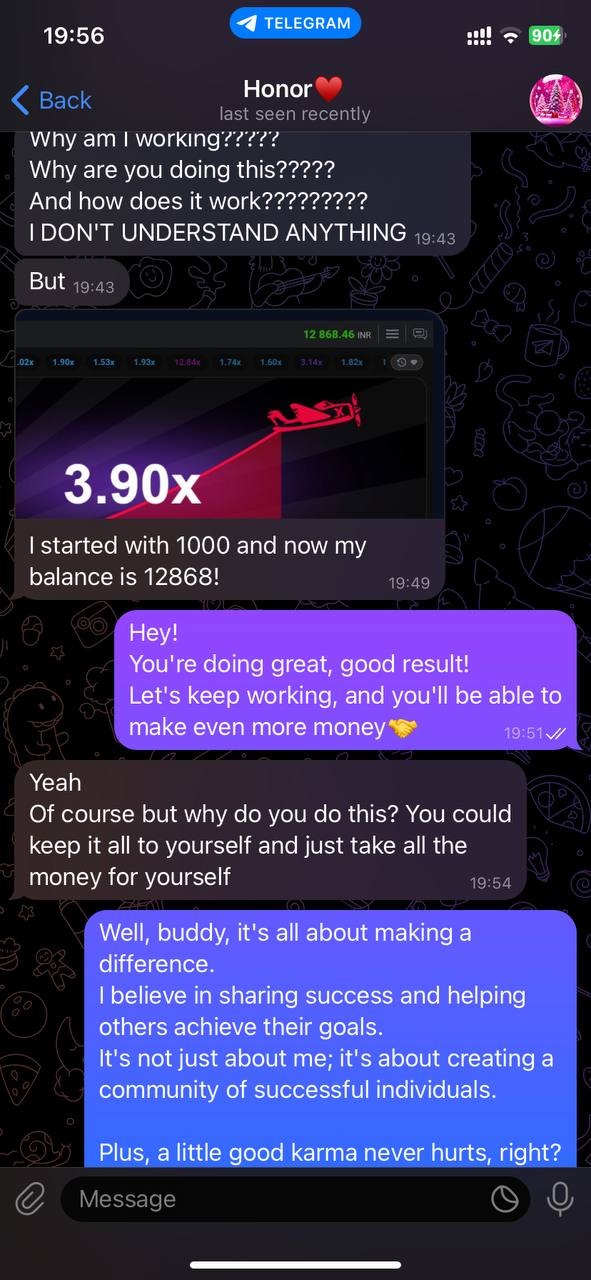 19:56
TELEGRAM
90
Back
Honor❤️
last seen recently
Why am I working?????
Why are you doing this?????
And how does it work?????????
I DON'T UNDERSTAND ANYTHING 19:43
But 19:43
12 868.46 INR
.02x 1.90x 1.53x 1.93x 12.84x 1.74x 1.60x 3.14x 1.82x 1
3.90x
I started with 1000 and now my
balance is 12868!
19:49
Hey!
You're doing great, good result!
Let's keep working, and you'll be able to
make even more money🤝 19:51
Yeah
Of course but why do you do this? You could
keep it all to yourself and just take all the
money for yourself 19:54
Well, buddy, it's all about making a
difference.
I believe in sharing success and helping
others achieve their goals.
It's not just about me; it's about creating a
community of successful individuals.
Plus, a little good karma never hurts, right?
Message